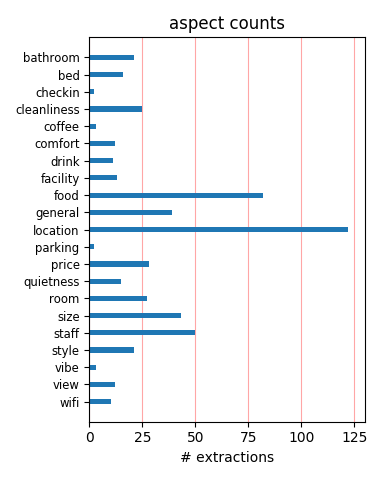 aspect counts
bathroom
bed
checkin
cleanliness
coffee
comfort
drink
facility
food
general
location
parking
price
quietness
room
size
staff
style
vibe
view
wifi
0 25 50 75 100 125
# extractions